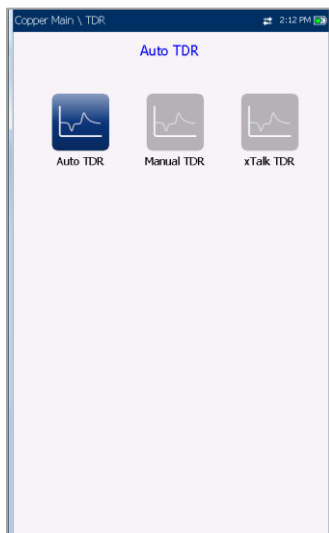 Copper Main \ TDR 2:12 PM
Auto TDR
Auto TDR Manual TDR xTalk TDR